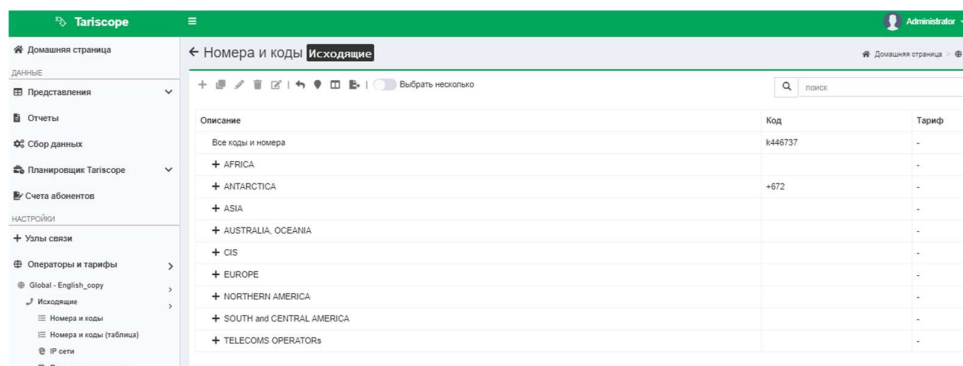 Tariscope
Administrator
Домашняя страница
ДАННЫЕ
Представления
Отчеты
Сбор данных
Планировщик Tariscope
Счета абонентов
НАСТРОЙКИ
Узлы связи
Операторы и тарифы
Global - English_copy
Исходящие
Номера и коды
Номера и коды (таблица)
IP сети
Номера и коды Исходящие
Домашняя страница >
Выбрать несколько
поиск
Описание Код Тариф
Все коды и номера k446737 -
+ AFRICA -
+ ANTARCTICA +672 -
+ ASIA -
+ AUSTRALIA, OCEANIA -
+ CIS -
+ EUROPE -
+ NORTHERN AMERICA -
+ SOUTH and CENTRAL AMERICA -
+ TELECOMS OPERATORs -